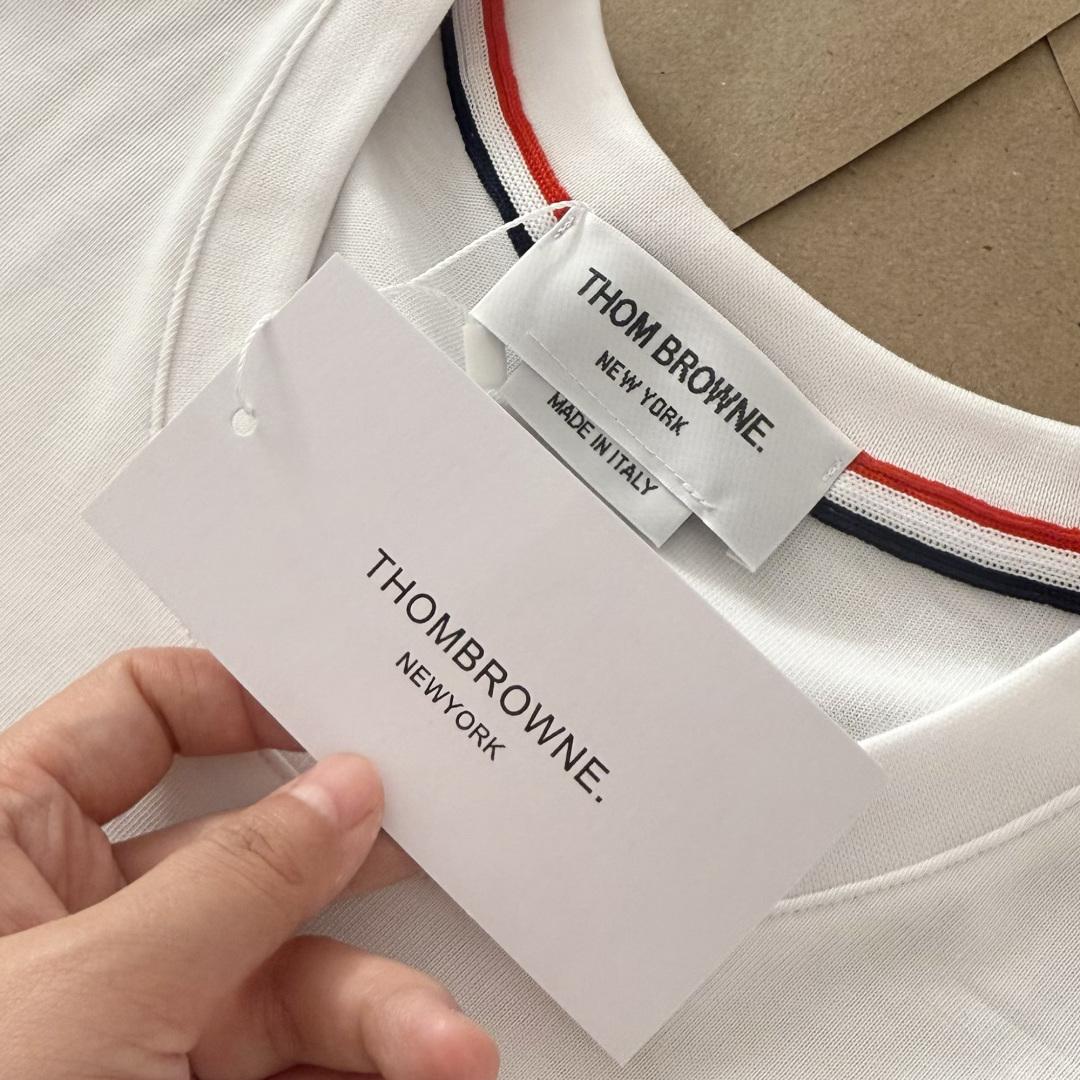 THOM BROWNE.
NEW YORK
MADE IN ITALY
THOMBROWNE.
NEWYORK